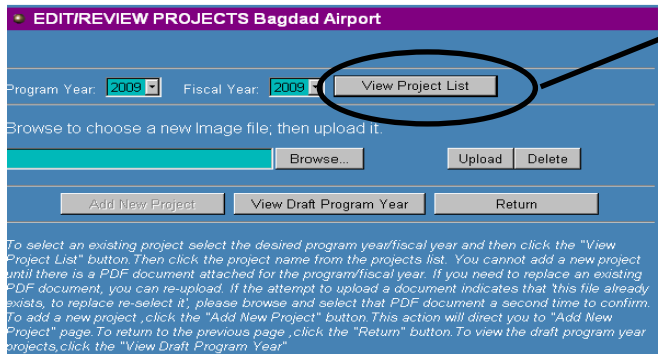 EDIT/REVIEW PROJECTS Bagdad Airport
Program Year: 2009 Fiscal Year: 2009 View Project List
Browse to choose a new Image file; then upload it.
Browse... Upload Delete
Add New Project View Draft Program Year Return
To select an existing project select the desired program year/fiscal year and then click the "View
Project List" button.Then click the project name from the projects list. You cannot add a new project
until there is a PDF document attached for the program/fiscal year. If you need to replace an existing
PDF document, you can re-upload. If the attempt to upload a document indicates that 'this file already
exists, to replace re-select it', please browse and select that PDF document a second time to confirm.
To add a new project ,click the "Add New Project" button.This action will direct you to "Add New
Project" page.To return to the previous page ,click the "Return" button.To view the draft program year
projects,click the "View Draft Program Year"